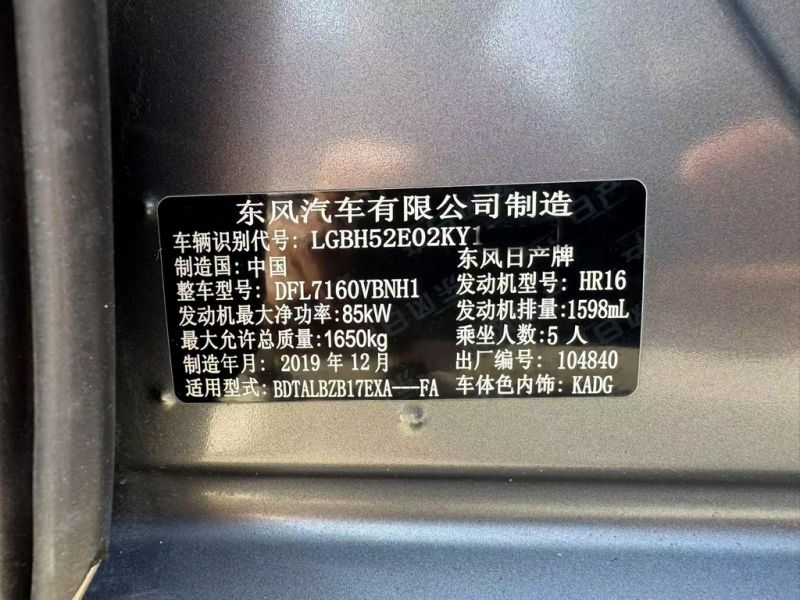 东风汽车有限公司制造
车辆识别代号: LGBH52E02KY1
制造国: 中国 东风日产牌
整车型号: DFL7160VBNH1 发动机型号: HR16
发动机最大净功率:85kW 发动机排量:1598mL
最大允许总质量:1650kg 乘坐人数:5 人
制造年月: 2019 年 12 月 出厂编号: 104840
适用型式: BDTALBZB17EXA---FA 车体色内饰: KADG